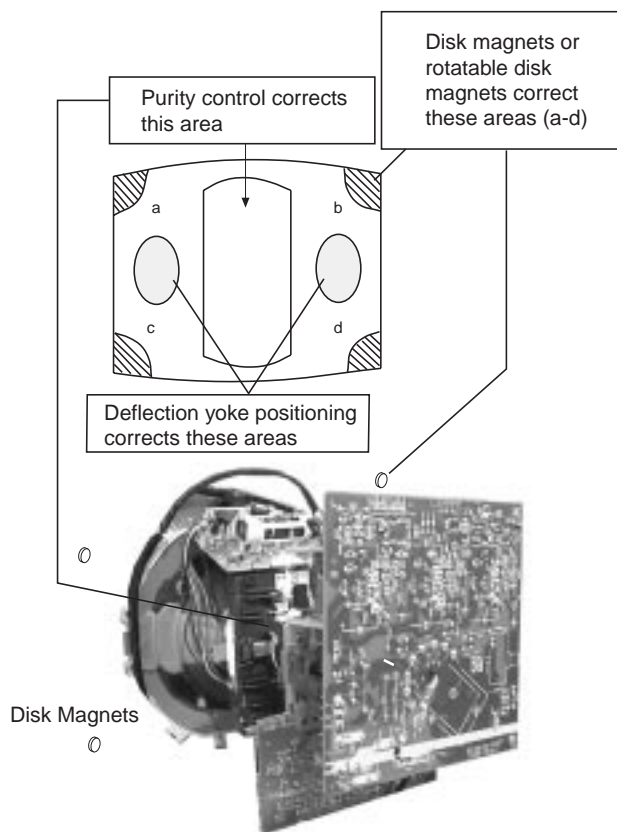 Disk magnets or
rotatable disk
magnets correct
these areas (a-d)
Purity control corrects
this area
a
b
c
d
Deflection yoke positioning
corrects these areas
Disk Magnets